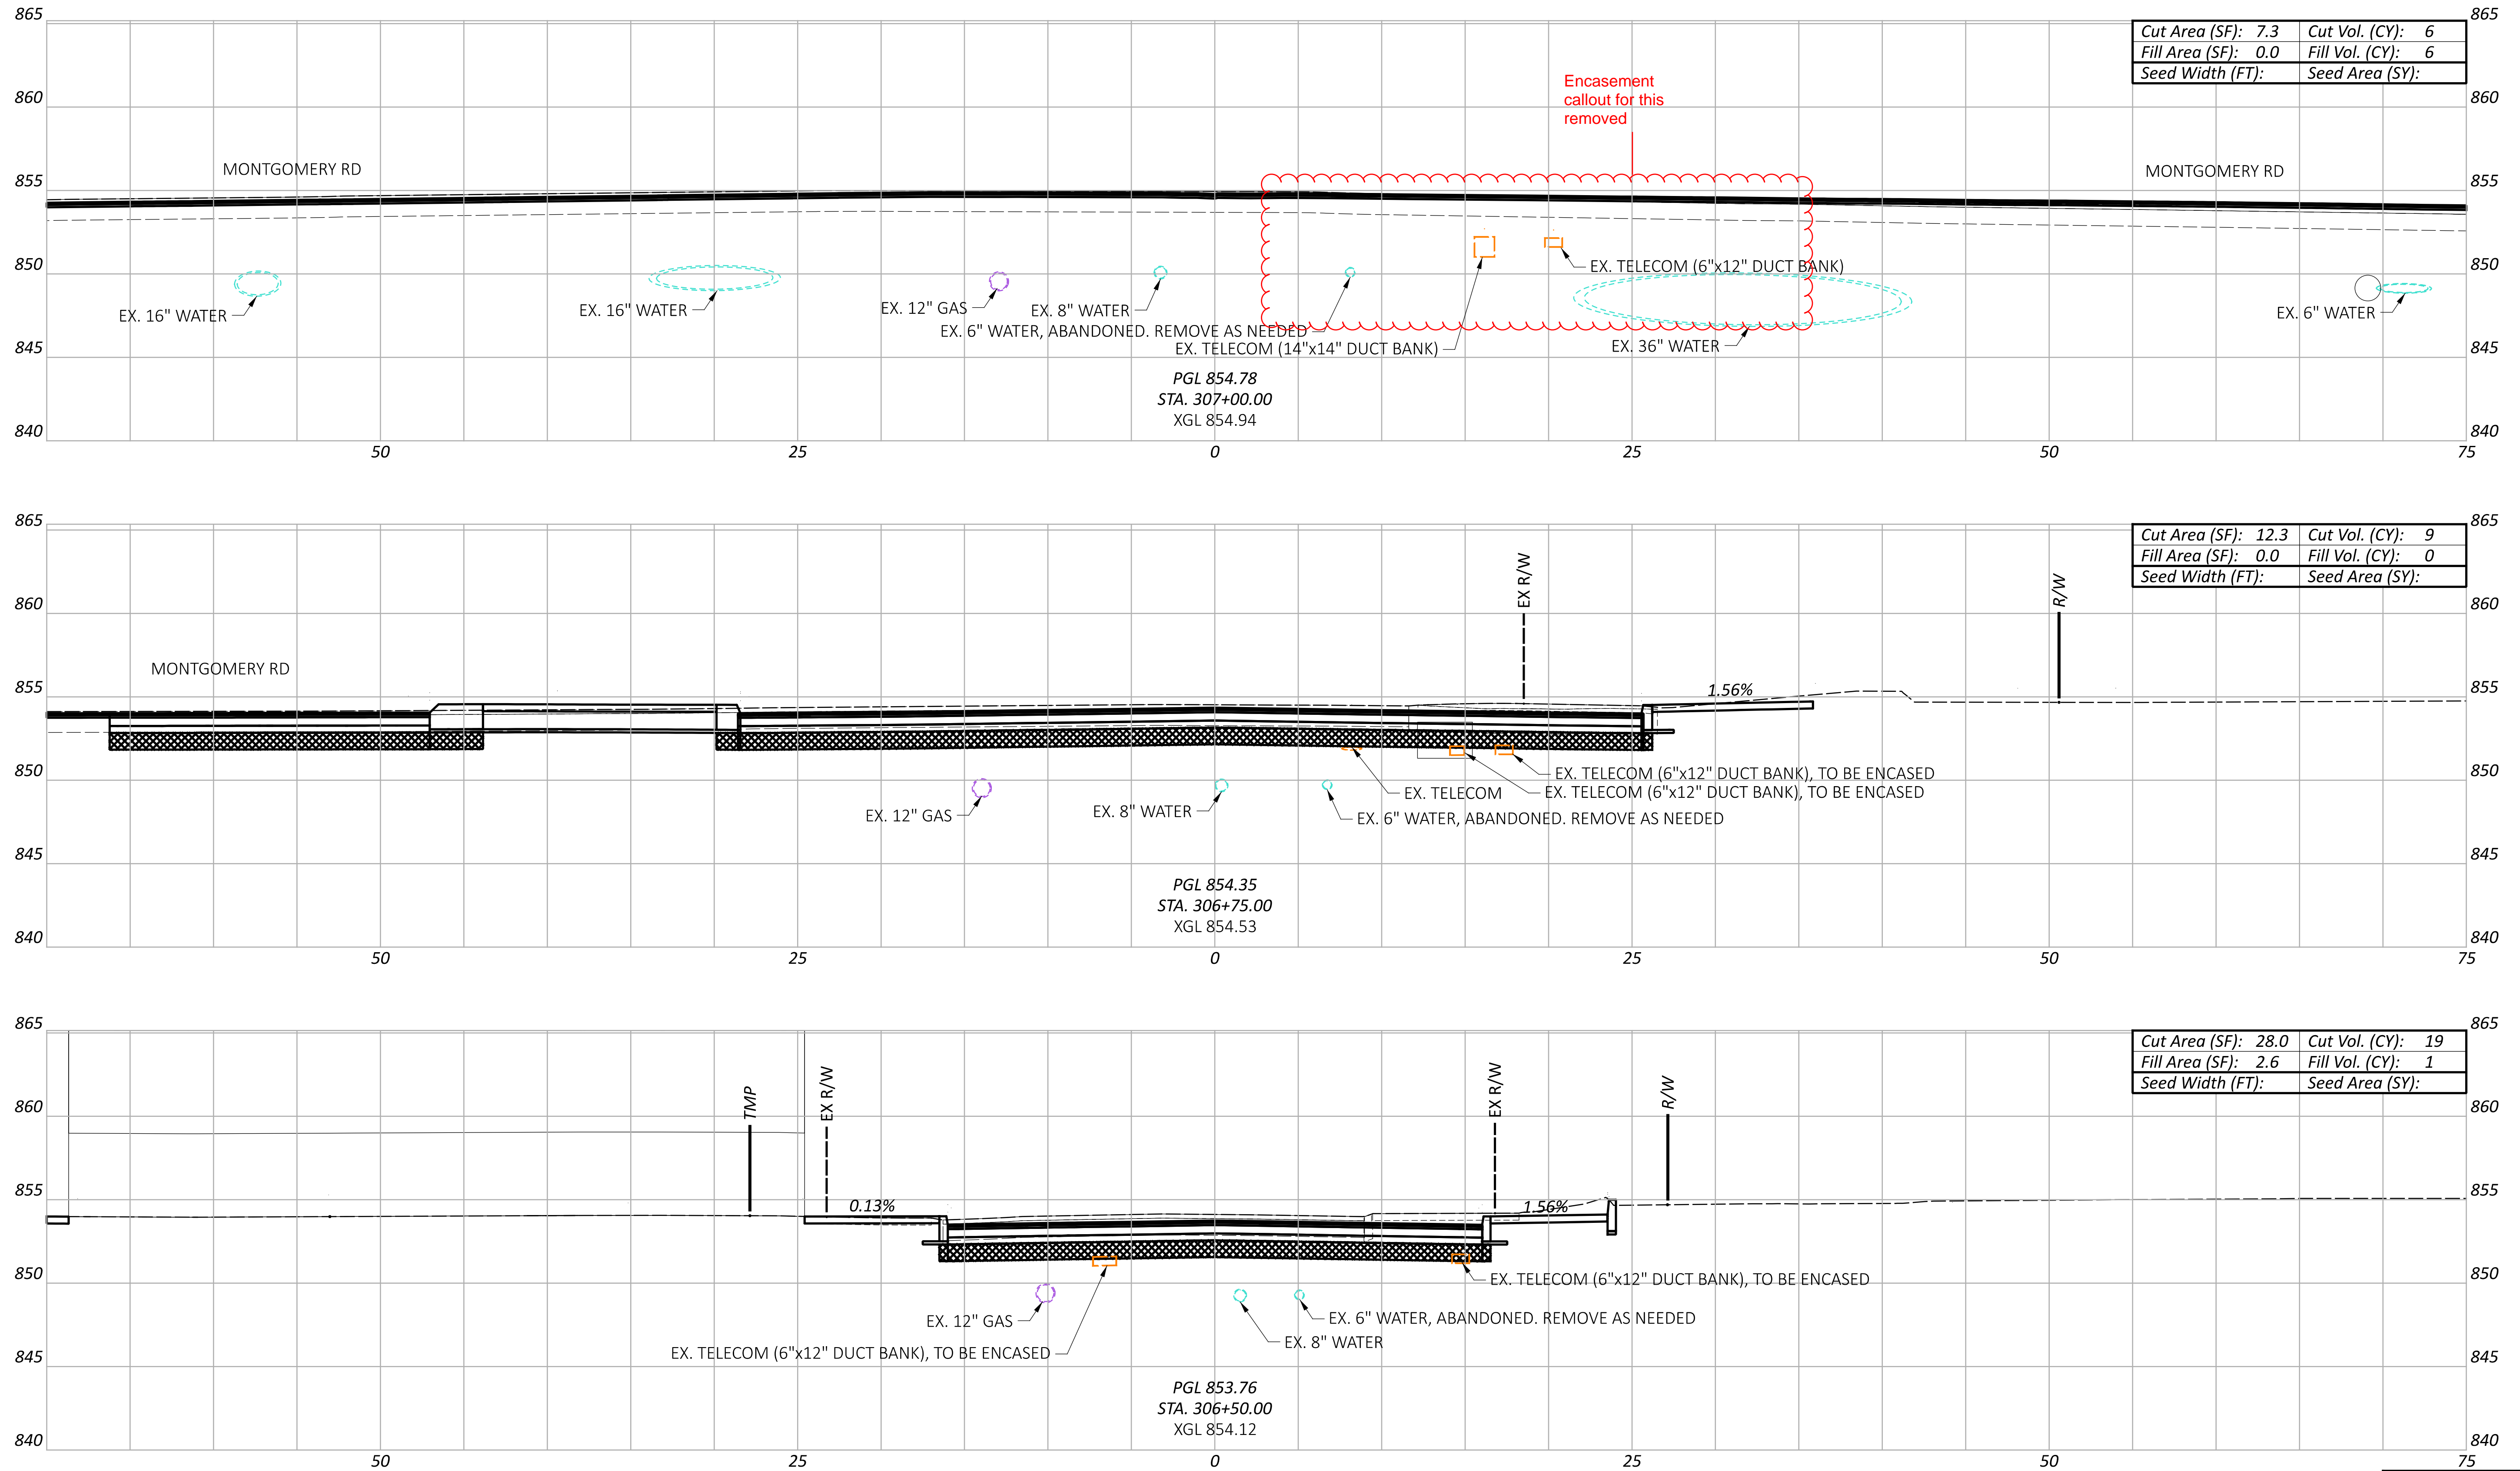 865
865
Cut Area (SF): 7.3 Cut Vol. (CY): 6
Fill Area (SF): 0.0 Fill Vol. (CY): 6
Seed Width (FT): Seed Area (SY):
Encasement
callout for this
removed
860
860
MONTGOMERY RD
MONTGOMERY RD
855
855
850
850
EX. TELECOM (6"x12" DUCT BANK)
EX. 16" WATER
EX. 16" WATER
EX. 12" GAS
EX. 8" WATER
EX. 6" WATER
EX. 6" WATER, ABANDONED. REMOVE AS NEEDED
EX. TELECOM (14"x14" DUCT BANK)
EX. 36" WATER
845
845
PGL 854.78
STA. 307+00.00
XGL 854.94
840
840
50 25 0 25 50 75
865
865
Cut Area (SF): 12.3 Cut Vol. (CY): 9
Fill Area (SF): 0.0 Fill Vol. (CY): 0
Seed Width (FT): Seed Area (SY):
EX R/W
R/W
860
860
MONTGOMERY RD
855
855
1.56%
850
850
EX. TELECOM (6"x12" DUCT BANK), TO BE ENCASED
EX. TELECOM
EX. TELECOM (6"x12" DUCT BANK), TO BE ENCASED
EX. 12" GAS
EX. 8" WATER
EX. 6" WATER, ABANDONED. REMOVE AS NEEDED
845
845
PGL 854.35
STA. 306+75.00
XGL 854.53
840
840
50 25 0 25 50 75
865
865
Cut Area (SF): 28.0 Cut Vol. (CY): 19
Fill Area (SF): 2.6 Fill Vol. (CY): 1
Seed Width (FT): Seed Area (SY):
TMP
EX R/W
EX R/W
R/W
860
860
855
855
0.13%
1.56%
850
850
EX. TELECOM (6"x12" DUCT BANK), TO BE ENCASED
EX. 12" GAS
EX. 6" WATER, ABANDONED. REMOVE AS NEEDED
EX. 8" WATER
EX. TELECOM (6"x12" DUCT BANK), TO BE ENCASED
845
845
PGL 853.76
STA. 306+50.00
XGL 854.12
840
840
50 25 0 25 50 75